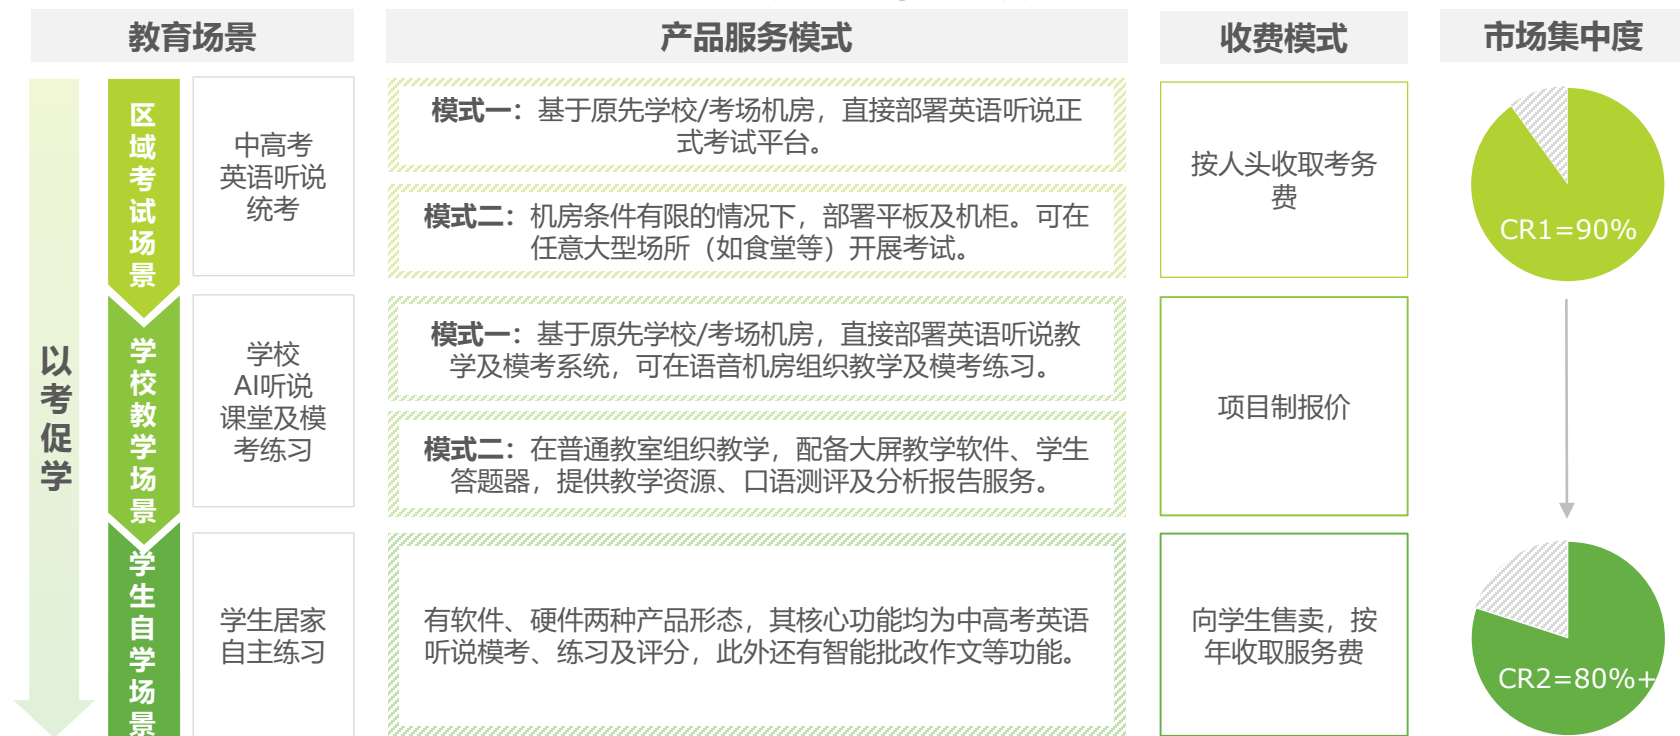 教育场景
产品服务模式
收费模式
市场集中度
以考促学
区域考试场景
中高考
英语听说
统考
模式一：基于原先学校/考场机房，直接部署英语听说正
式考试平台。
模式二：机房条件有限的情况下，部署平板及机柜。可在
任意大型场所（如食堂等）开展考试。
按人头收取考务
费
CR1=90%
学校教学场景
学校
AI听说
课堂及模
考练习
模式一：基于原先学校/考场机房，直接部署英语听说教
学及模考系统，可在语音机房组织教学及模考练习。
模式二：在普通教室组织教学，配备大屏教学软件、学生
答题器，提供教学资源、口语测评及分析报告服务。
项目制报价
学生自学场景
学生居家
自主练习
有软件、硬件两种产品形态，其核心功能均为中高考英语
听说模考、练习及评分，此外还有智能批改作文等功能。
向学生售卖，按
年收取服务费
CR2=80%+